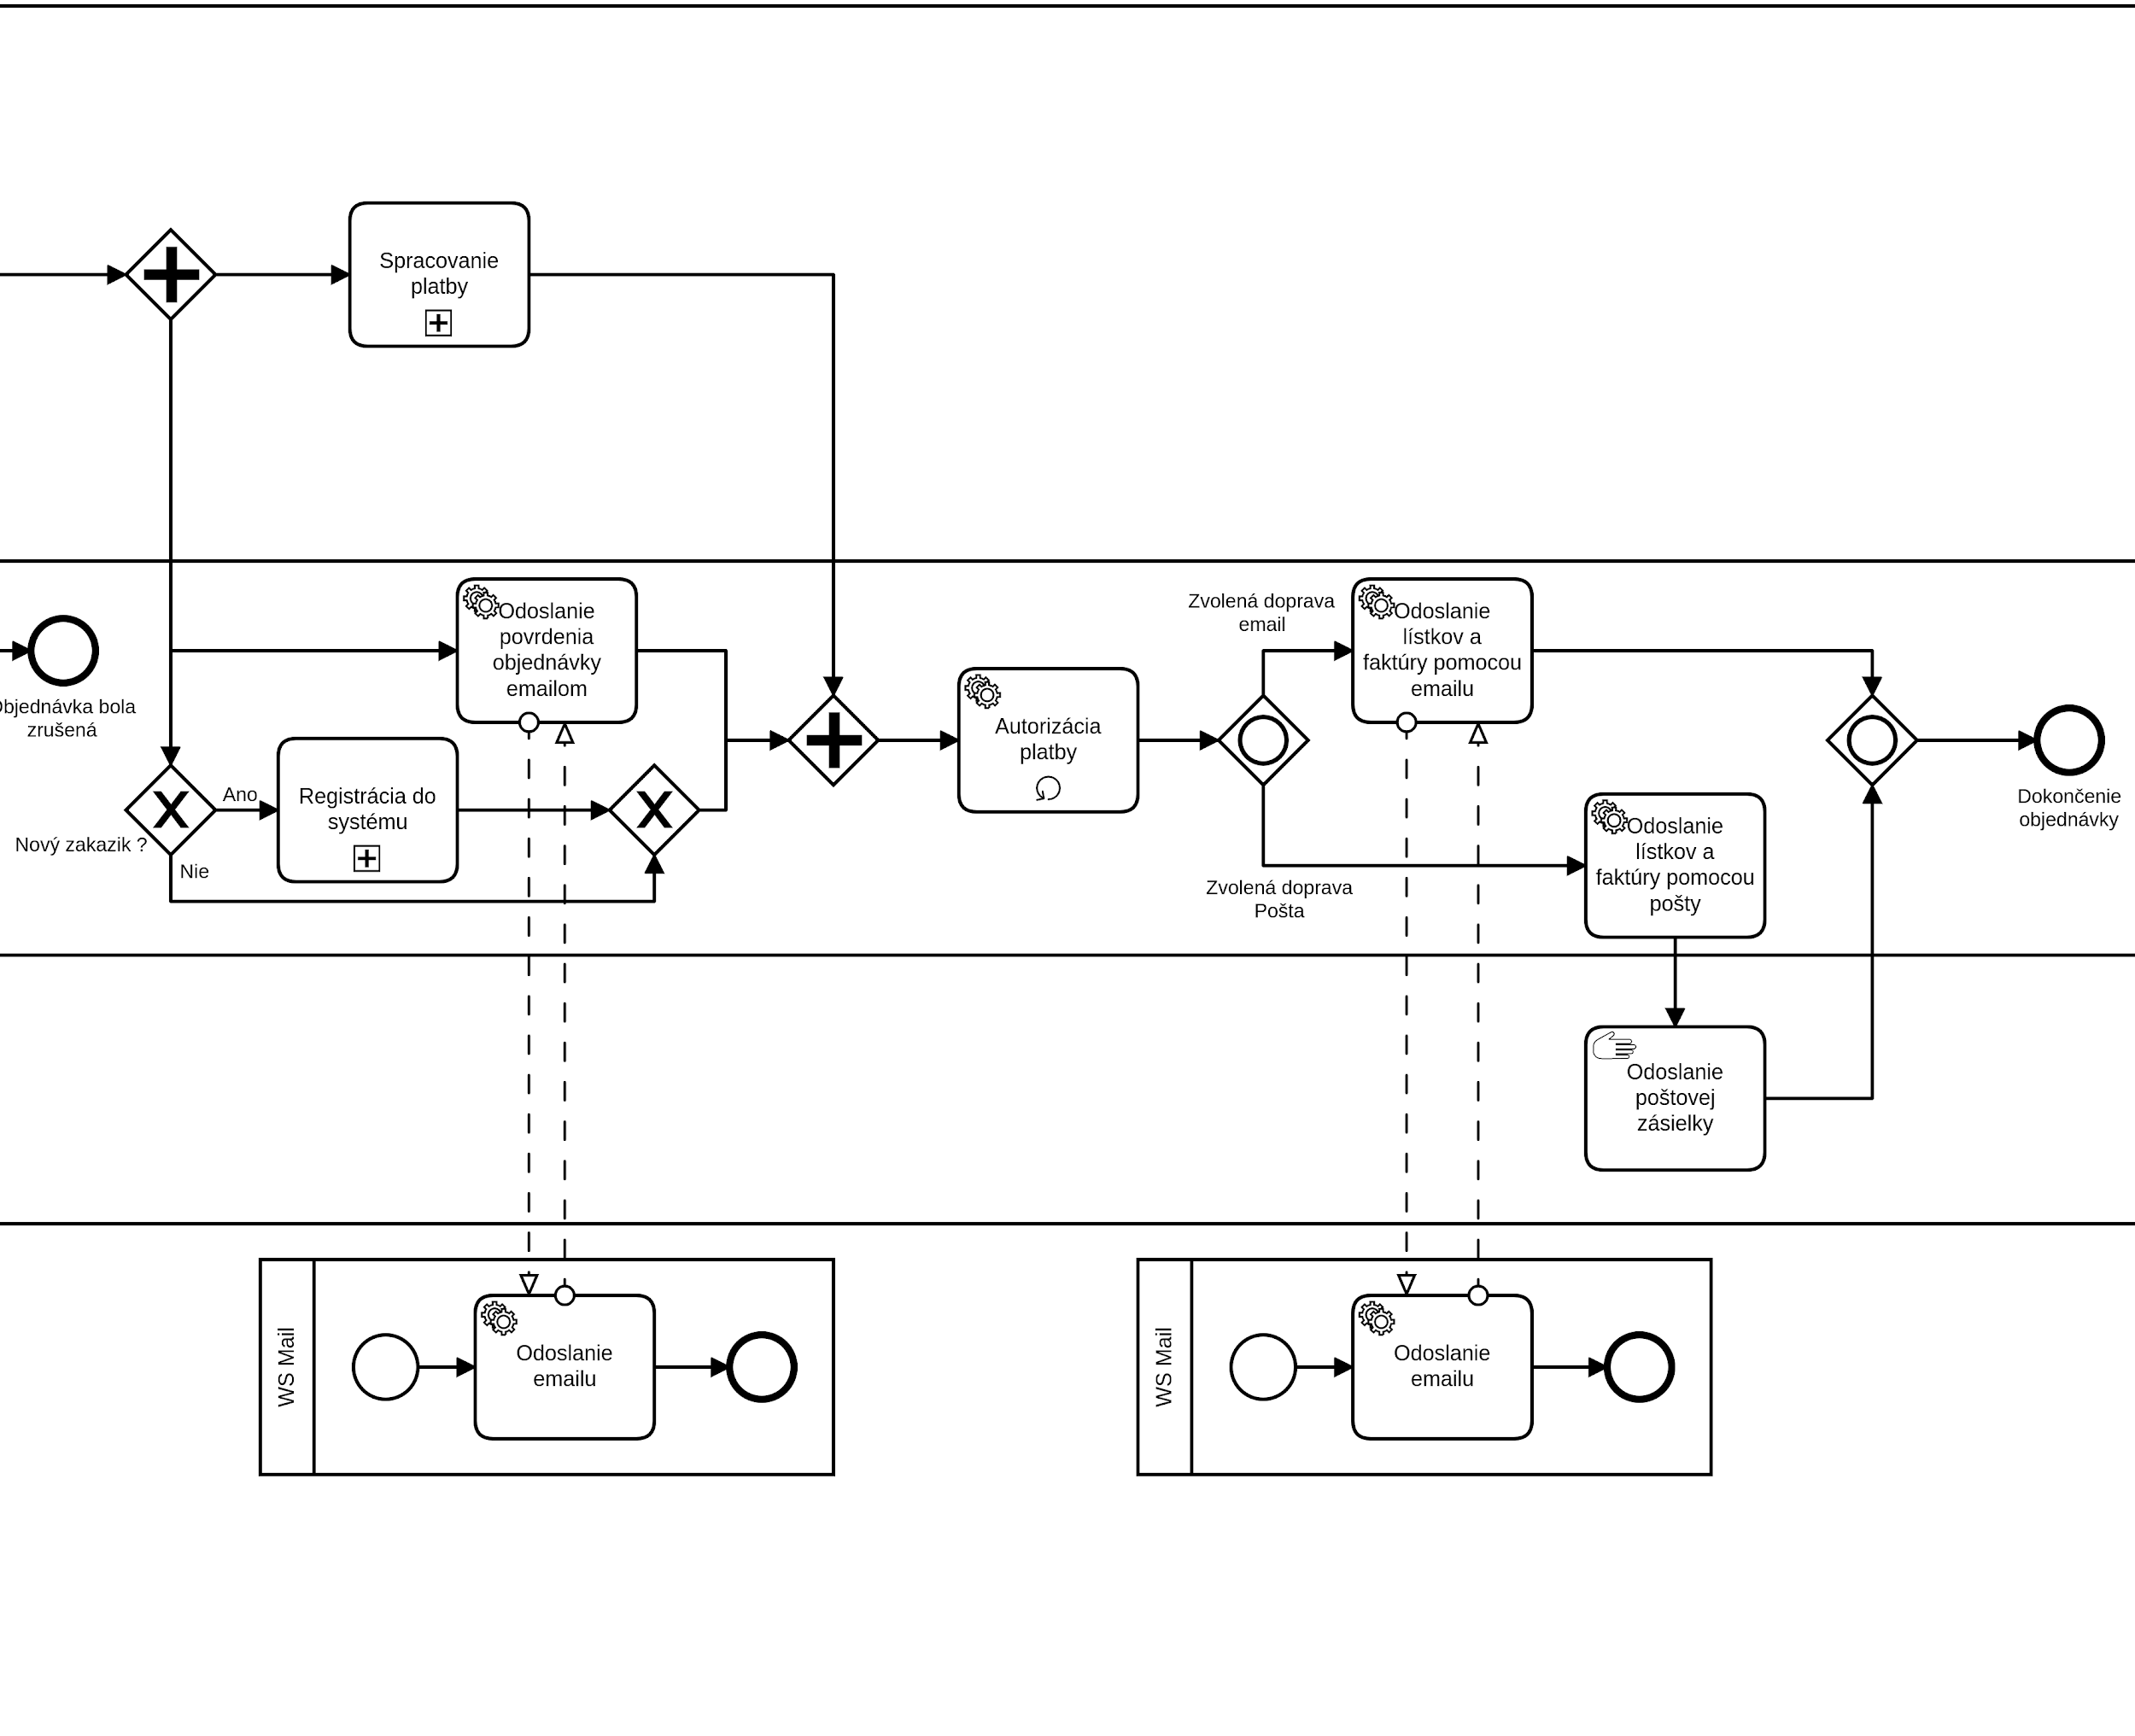 Spracovanie
platby
Odoslanie
povrdenia
objednávky
emailom
Zvolená doprava
email
Odoslanie
lístkov a
faktúry pomocou
emailu
bjednávka bola
zrušená
Autorizácia
platby
Ano
Registrácia do
systému
Nový zakazik ?
Nie
Zvolená doprava
Pošta
Odoslanie
lístkov a
faktúry pomocou
pošty
Dokončenie
objednávky
Odoslanie
poštovej
zásielky
WS Mail
Odoslanie
emailu
WS Mail
Odoslanie
emailu